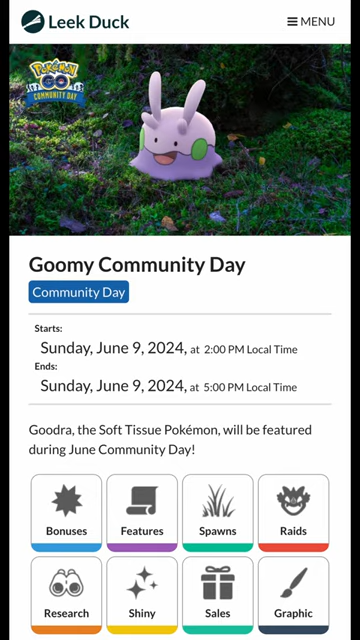 Leek Duck
MENU
Pokémon
GO
COMMUNITY DAY
Goomy Community Day
Community Day
Starts:
Sunday, June 9, 2024, at 2:00 PM Local Time
Ends:
Sunday, June 9, 2024, at 5:00 PM Local Time
Goodra, the Soft Tissue Pokémon, will be featured
during June Community Day!
Bonuses Features Spawns Raids
Research Shiny Sales Graphic